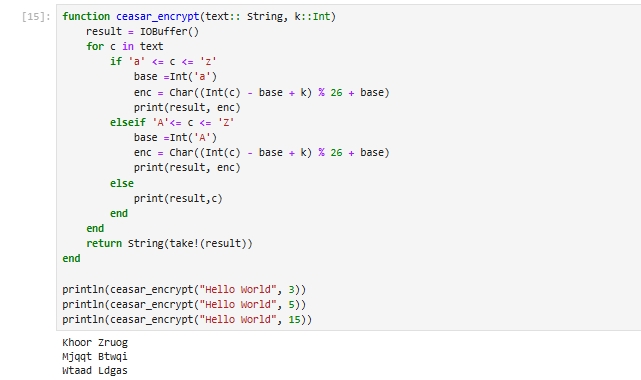 [15]: function ceasar_encrypt(text:: String, k::Int)
    result = IOBuffer()
    for c in text
        if 'a' <= c <= 'z'
            base =Int('a')
            enc = Char((Int(c) - base + k) % 26 + base)
            print(result, enc)
        elseif 'A'<= c <= 'Z'
            base =Int('A')
            enc = Char((Int(c) - base + k) % 26 + base)
            print(result, enc)
        else
            print(result,c)
        end
    end
    return String(take!(result))
end

println(ceasar_encrypt("Hello World", 3))
println(ceasar_encrypt("Hello World", 5))
println(ceasar_encrypt("Hello World", 15))
Khoor Zruog
Mjqqt Btwqi
Wtaad Ldgas